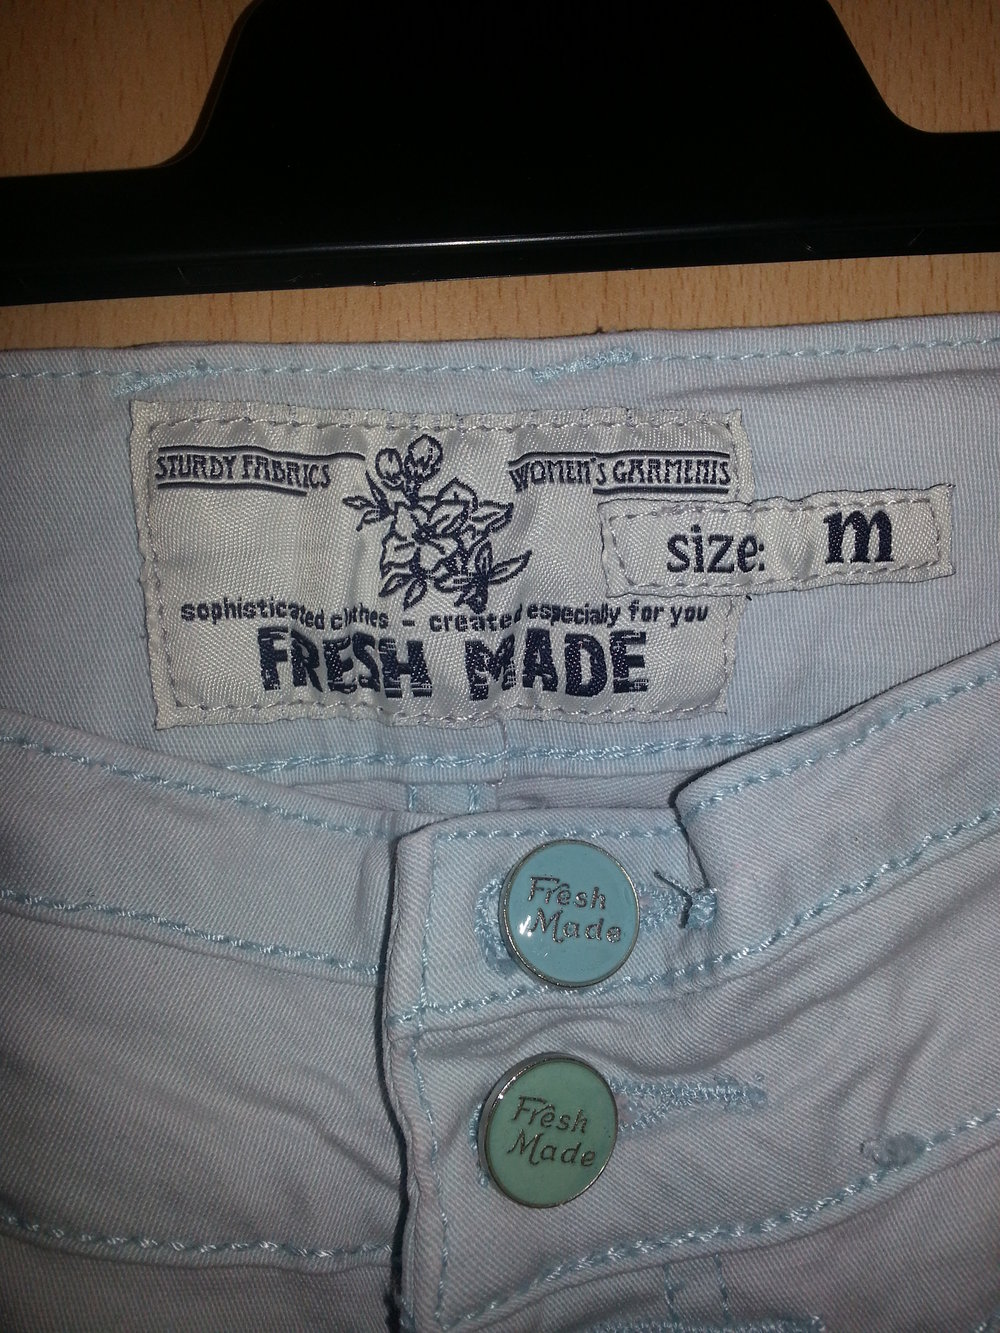 STURDY FABRICS
WOMEN'S GARMENTS
size: m
sophisticated clothes - created especially for you
FRESH MADE
Fresh
Made
Fresh
Made